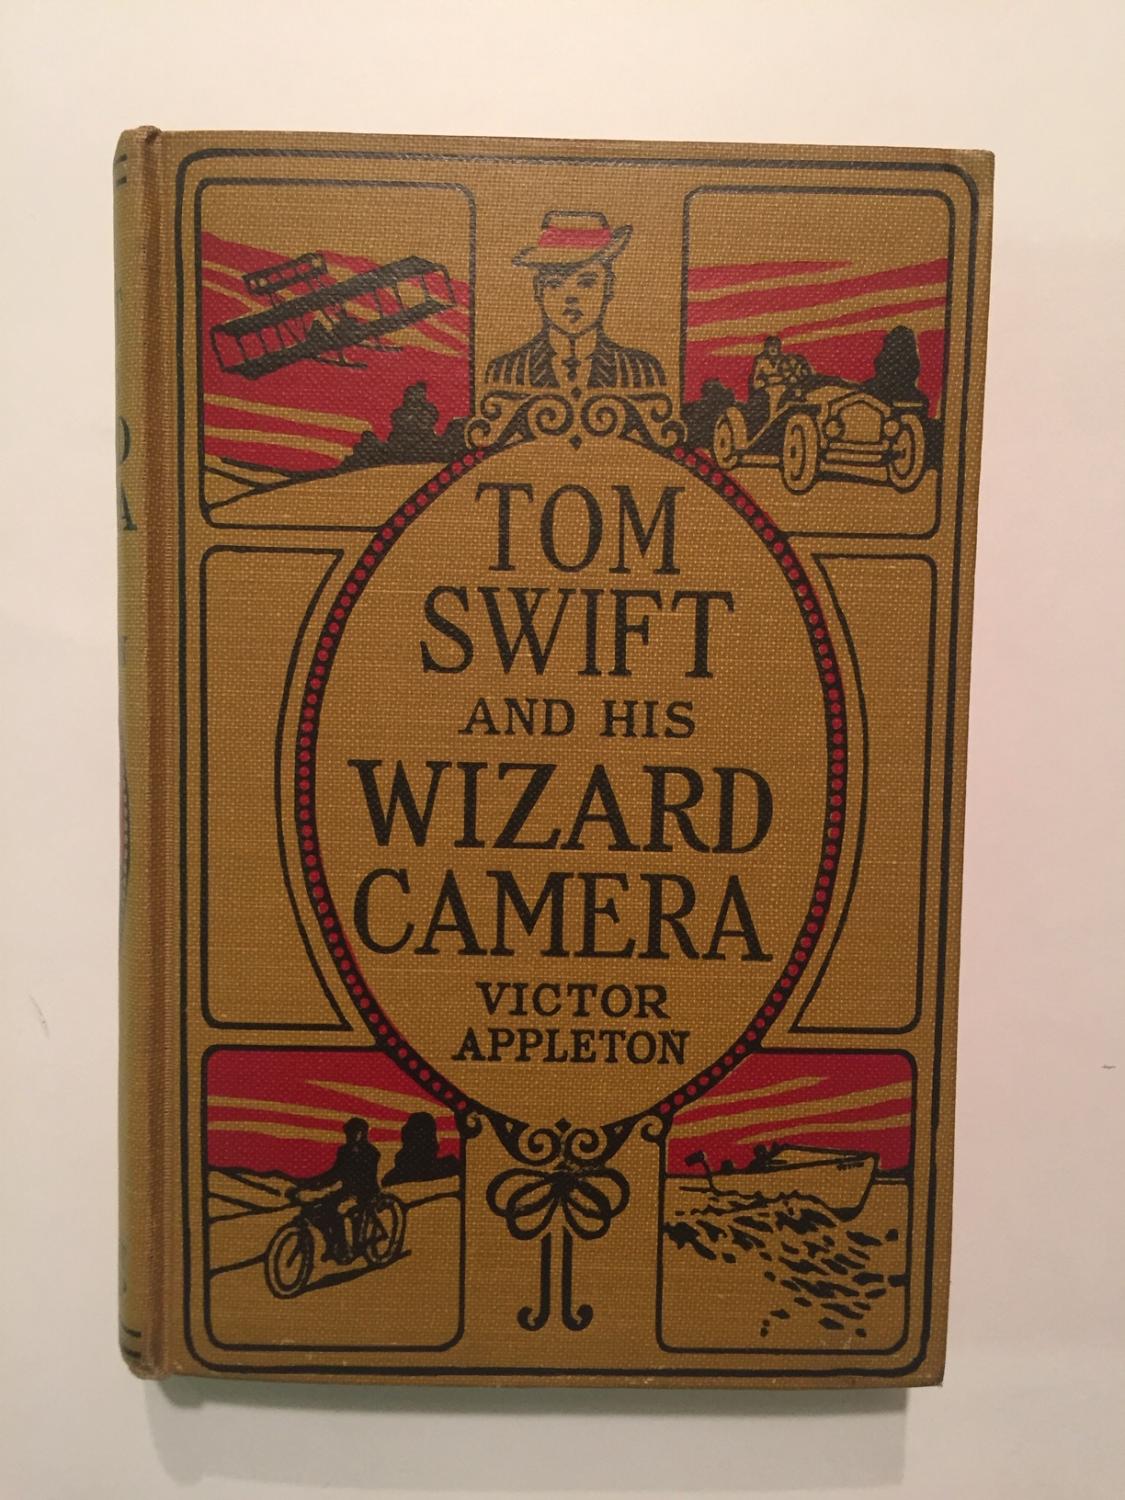 TOM
SWIFT
AND HIS
WIZARD
CAMERA
VICTOR
APPLETON